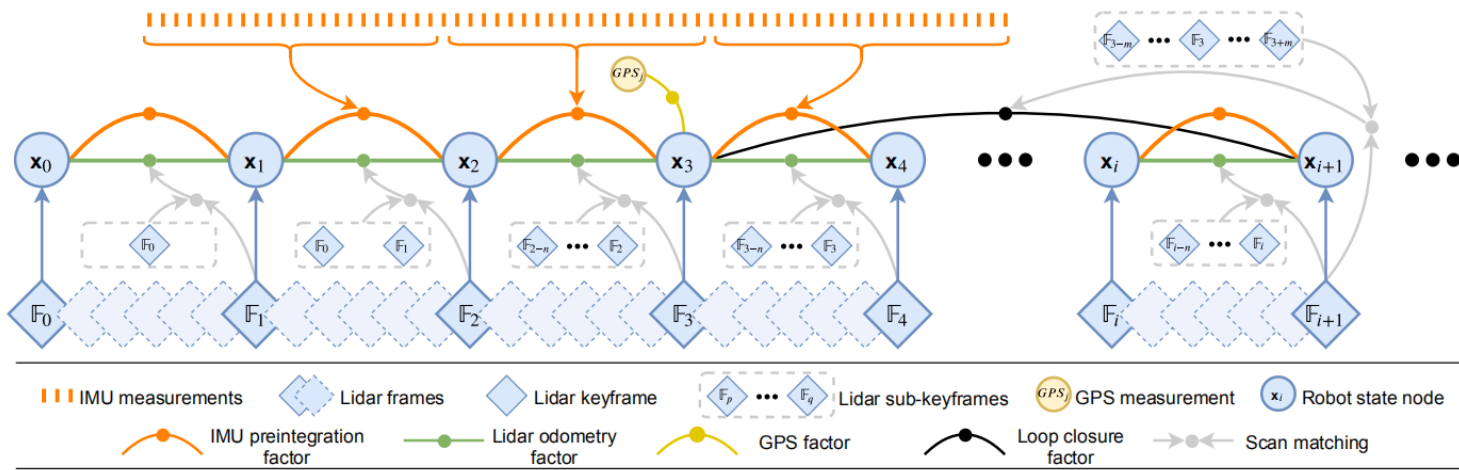 𝔽3−m ••• 𝔽3 ••• 𝔽3+m
GPSj
x0 x1 x2 x3 x4 ••• xi xi+1 •••
𝔽0 𝔽0 𝔽1 𝔽2−n ••• 𝔽2 𝔽3−n ••• 𝔽3 𝔽i−n ••• 𝔽i
𝔽0 𝔽1 𝔽2 𝔽3 𝔽4 𝔽i 𝔽i+1
IMU measurements Lidar frames Lidar keyframe 𝔽p ••• 𝔽q Lidar sub-keyframes GPSj GPS measurement xi Robot state node
IMU preintegration Lidar odometry GPS factor Loop closure Scan matching
factor factor factor